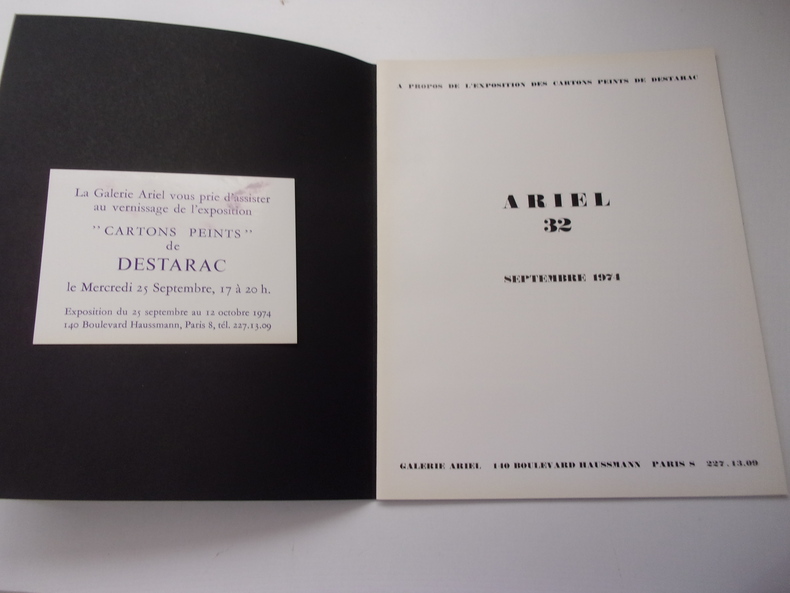 La Galerie Ariel vous prie d'assister
au vernissage de l'exposition
"CARTONS PEINTS"
de
DESTARAC
le Mercredi 25 Septembre, 17 à 20 h.
Exposition du 25 septembre au 12 octobre 1974
140 Boulevard Haussmann, Paris 8, tél. 227.13.09
A PROPOS DE L'EXPOSITION DES CARTONS PEINTS DE DESTARAC
ARIEL
32
SEPTEMBRE 1974
GALERIE ARIEL 140 BOULEVARD HAUSSMANN PARIS 8 227.13.09